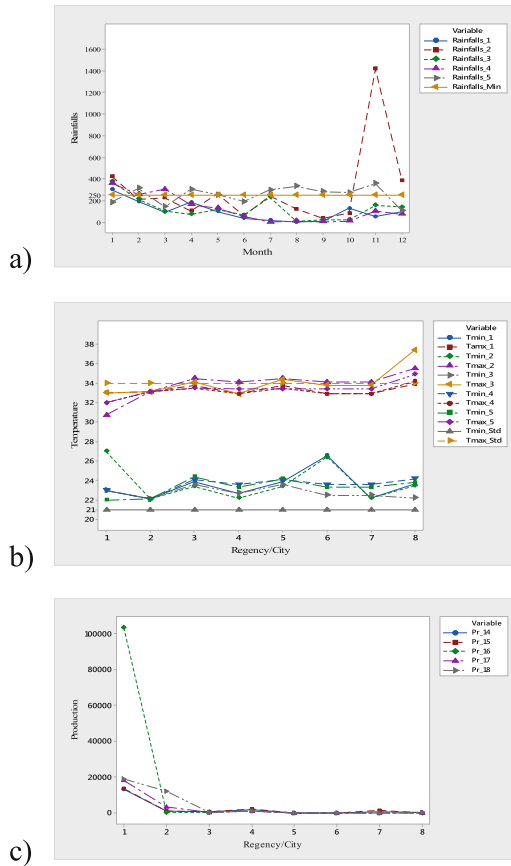 a)
Rainfalls
1600
1400
1200
1000
800
600
400
250
200
0
1 2 3 4 5 6 7 8 9 10 11 12
Month
Variable
Rainfalls_1
Rainfalls_2
Rainfalls_3
Rainfalls_4
Rainfalls_5
Rainfalls_Min
b)
Temperature
38
36
34
32
30
28
26
24
22
21
20
1 2 3 4 5 6 7 8
Regency/City
Variable
Tmin_1
Tamx_1
Tmin_2
Tmax_2
Tmin_3
Tmax_3
Tmin_4
Tmax_4
Tmin_5
Tmax_5
Tmin_Std
Tmax_Std
c)
Production
100000
80000
60000
40000
20000
0
1 2 3 4 5 6 7 8
Regency/City
Variable
Pr_14
Pr_15
Pr_16
Pr_17
Pr_18